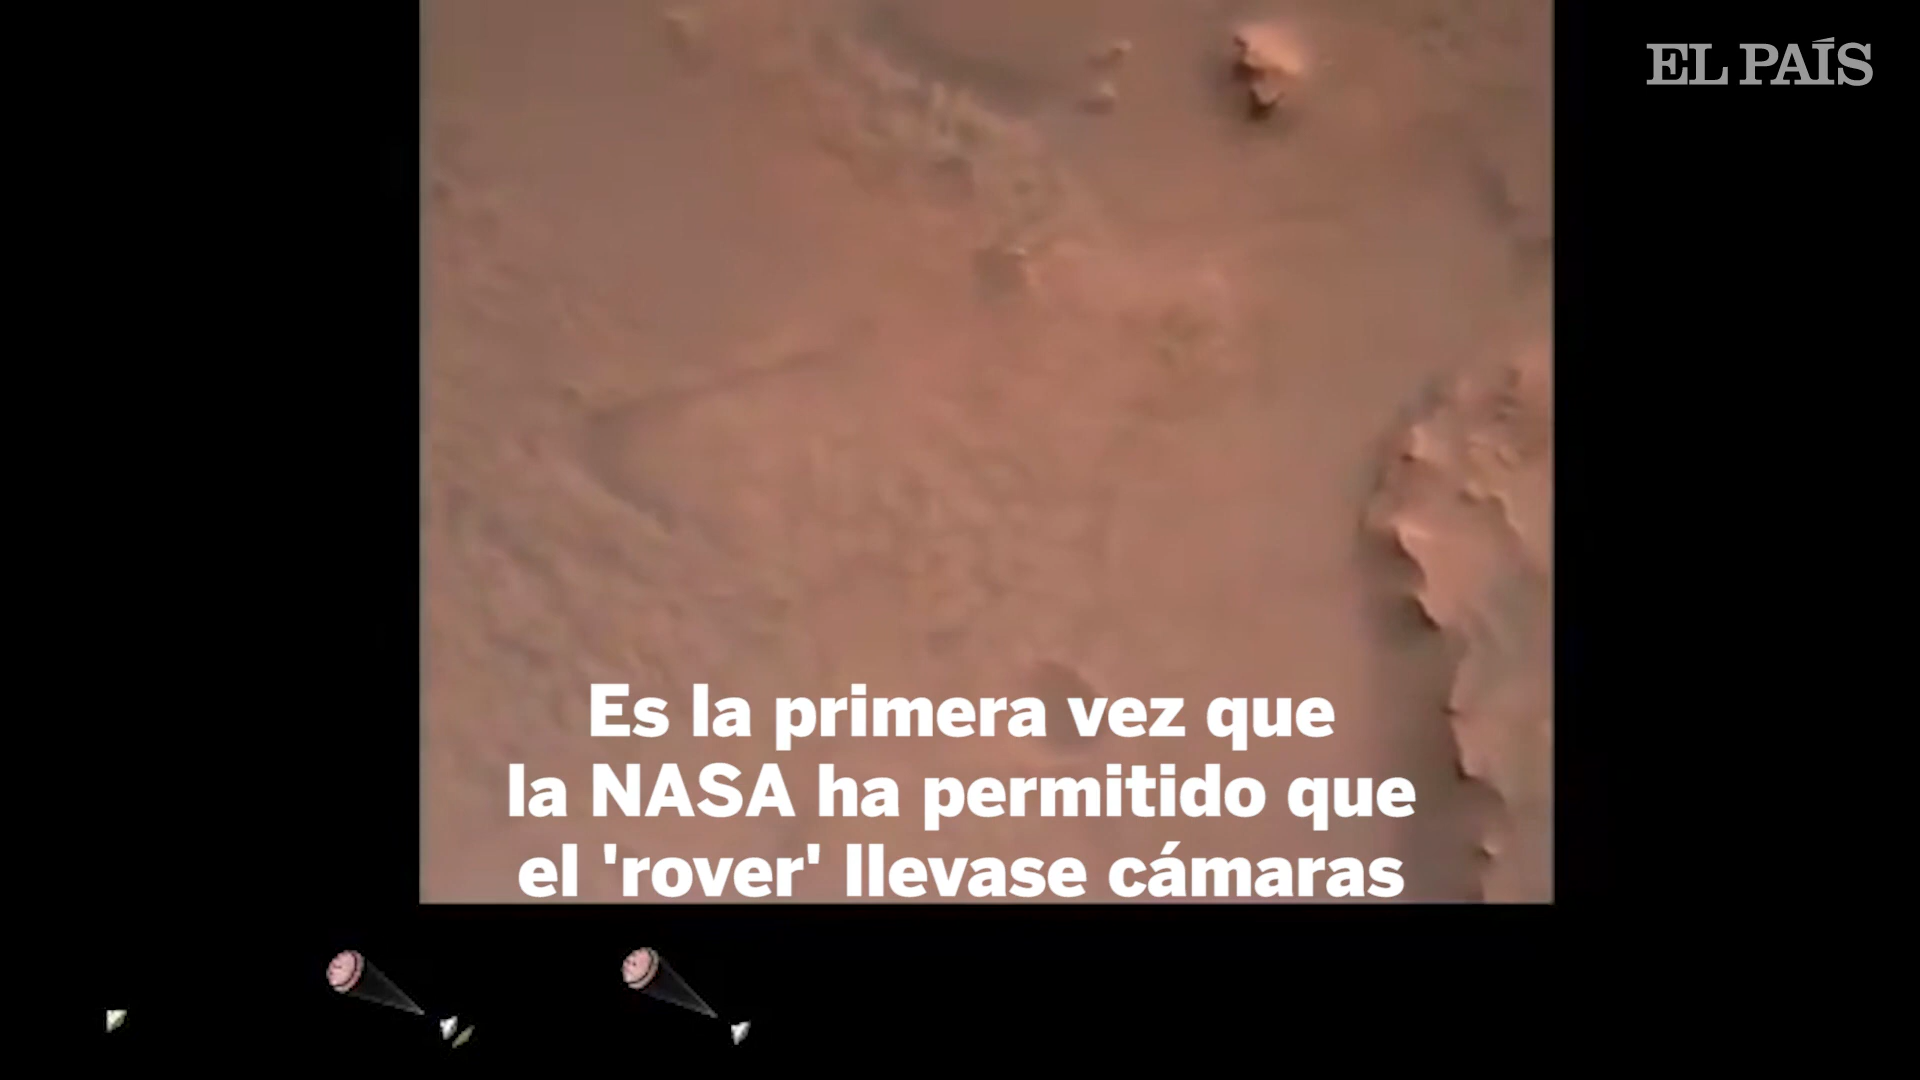 EL PAÍS
Es la primera vez que
la NASA ha permitido que
el 'rover' llevase cámaras